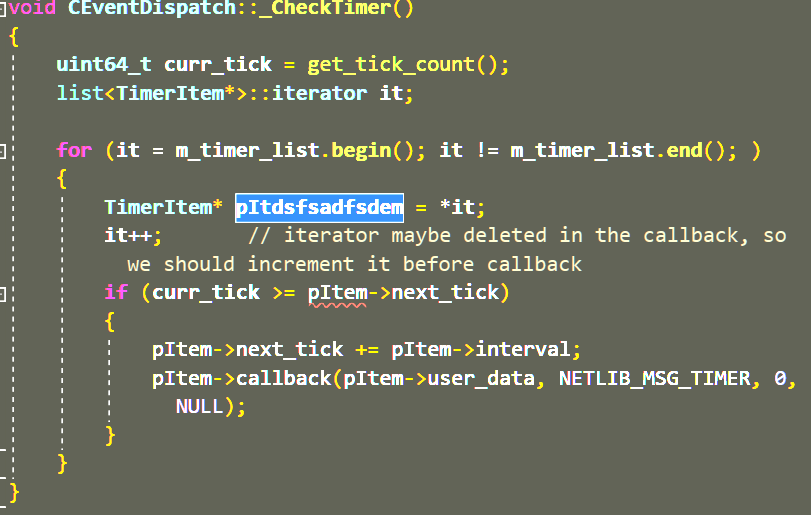 void CEventDispatch::_CheckTimer()
{
uint64_t curr_tick = get_tick_count();
list<TimerItem*>::iterator it;
for (it = m_timer_list.begin(); it != m_timer_list.end(); )
{
TimerItem* pItdsfsadfsdem = *it;
it++; // iterator maybe deleted in the callback, so
we should increment it before callback
if (curr_tick >= pItem->next_tick)
{
pItem->next_tick += pItem->interval;
pItem->callback(pItem->user_data, NETLIB_MSG_TIMER, 0,
NULL);
}
}
}